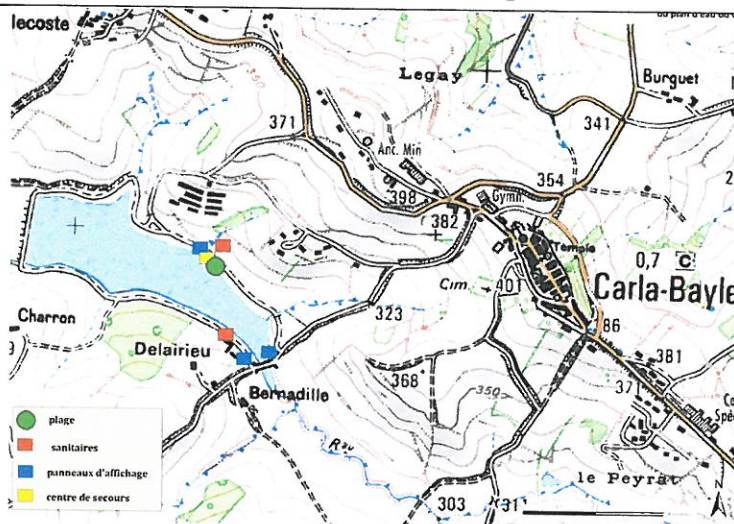 lecoste
Legay
Burguet
371
341
Anc. Min
354
398
382
Gymn.
Temple
0,7 C
Carla-Bayle
Cim.
401
Charron
323
86
9
Delairieu
381
368
371
350
Bernadille
plage
sanitaires
Rau
panneaux d'affichage
le Peyrat
centre de secours
303
31
N